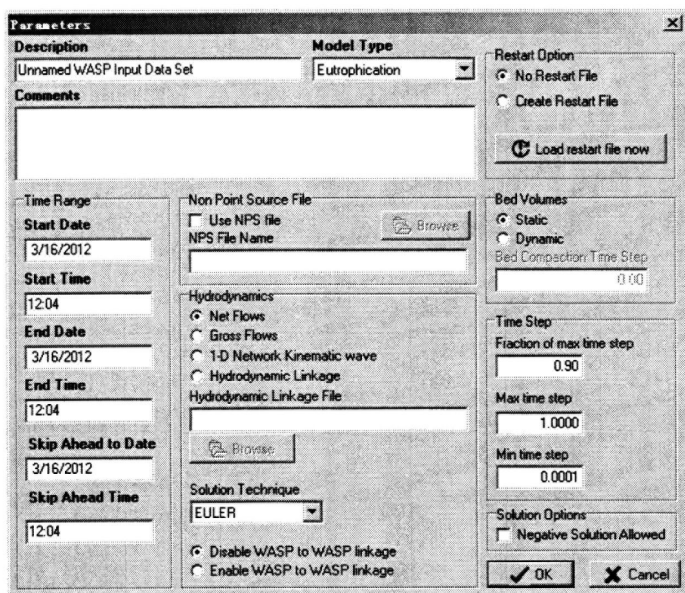 Parameters
Description
Unnamed WASP Input Data Set
Model Type
Eutrophication
Comments
Restart Option
No Restart File
Create Restart File
Load restart file now
Time Range
Start Date
3/16/2012
Start Time
12:04
End Date
3/16/2012
End Time
12:04
Skip Ahead to Date
3/16/2012
Skip Ahead Time
12:04
Non Point Source File
Use NPS file
Browse
NPS File Name
Hydrodynamics
Net Flows
Gross Flows
1-D Network Kinematic wave
Hydrodynamic Linkage
Hydrodynamic Linkage File
Browse
Solution Technique
EULER
Disable WASP to WASP linkage
Enable WASP to WASP linkage
Bed Volumes
Static
Dynamic
Bed Compaction Time Step
0.00
Time Step
Fraction of max time step
0.90
Max time step
1.0000
Min time step
0.0001
Solution Options
Negative Solution Allowed
OK
Cancel